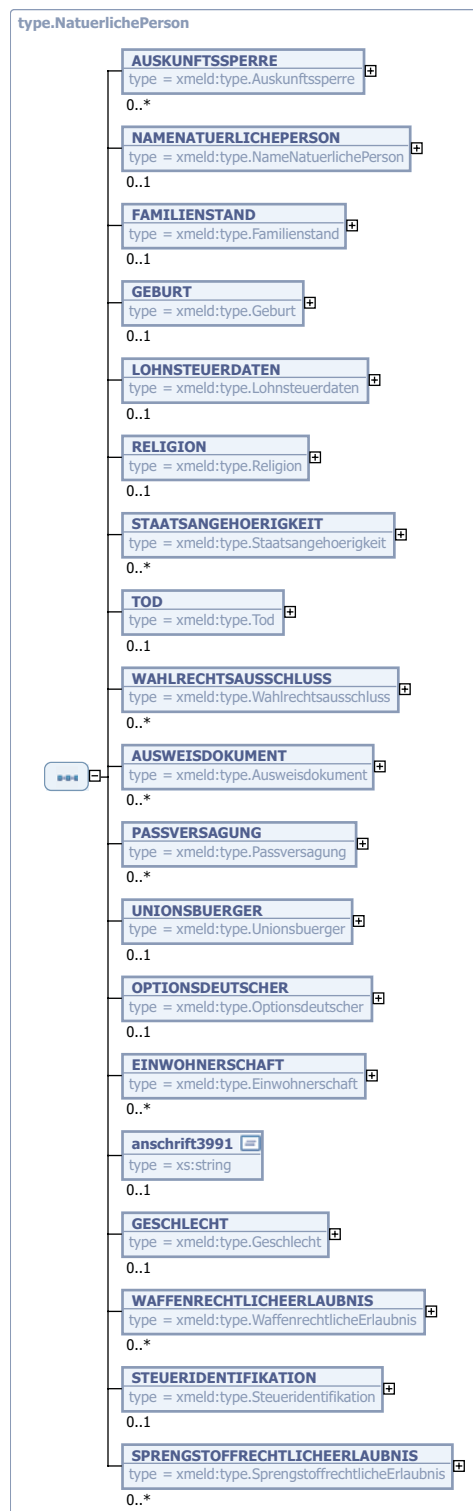 type.NatuerlichePerson
AUSKUNFTSSPERRE
type = xmeld:type.Auskunftssperre
0..*
NAMENATUERLICHEPERSON
type = xmeld:type.NameNatuerlichePerson
0..1
FAMILIENSTAND
type = xmeld:type.Familienstand
0..1
GEBURT
type = xmeld:type.Geburt
0..1
LOHNSTEUERDATEN
type = xmeld:type.Lohnsteuerdaten
0..1
RELIGION
type = xmeld:type.Religion
0..1
STAATSANGEHOERIGKEIT
type = xmeld:type.Staatsangehoerigkeit
0..*
TOD
type = xmeld:type.Tod
0..1
WAHLRECHTSAUSSCHLUSS
type = xmeld:type.Wahlrechtsausschluss
0..*
AUSWEISDOKUMENT
type = xmeld:type.Ausweisdokument
0..*
PASSVERSAGUNG
type = xmeld:type.Passversagung
0..*
UNIONSBUERGER
type = xmeld:type.Unionsbuerger
0..1
OPTIONSDEUTSCHER
type = xmeld:type.Optionsdeutscher
0..1
EINWOHNERSCHAFT
type = xmeld:type.Einwohnerschaft
0..*
anschrift3991
type = xs:string
0..1
GESCHLECHT
type = xmeld:type.Geschlecht
0..1
WAFFENRECHTLICHEERLAUBNIS
type = xmeld:type.WaffenrechtlicheErlaubnis
0..*
STEUERIDENTIFIKATION
type = xmeld:type.Steueridentifikation
0..1
SPRENGSTOFFRECHTLICHEERLAUBNIS
type = xmeld:type.SprengstoffrechtlicheErlaubnis
0..*